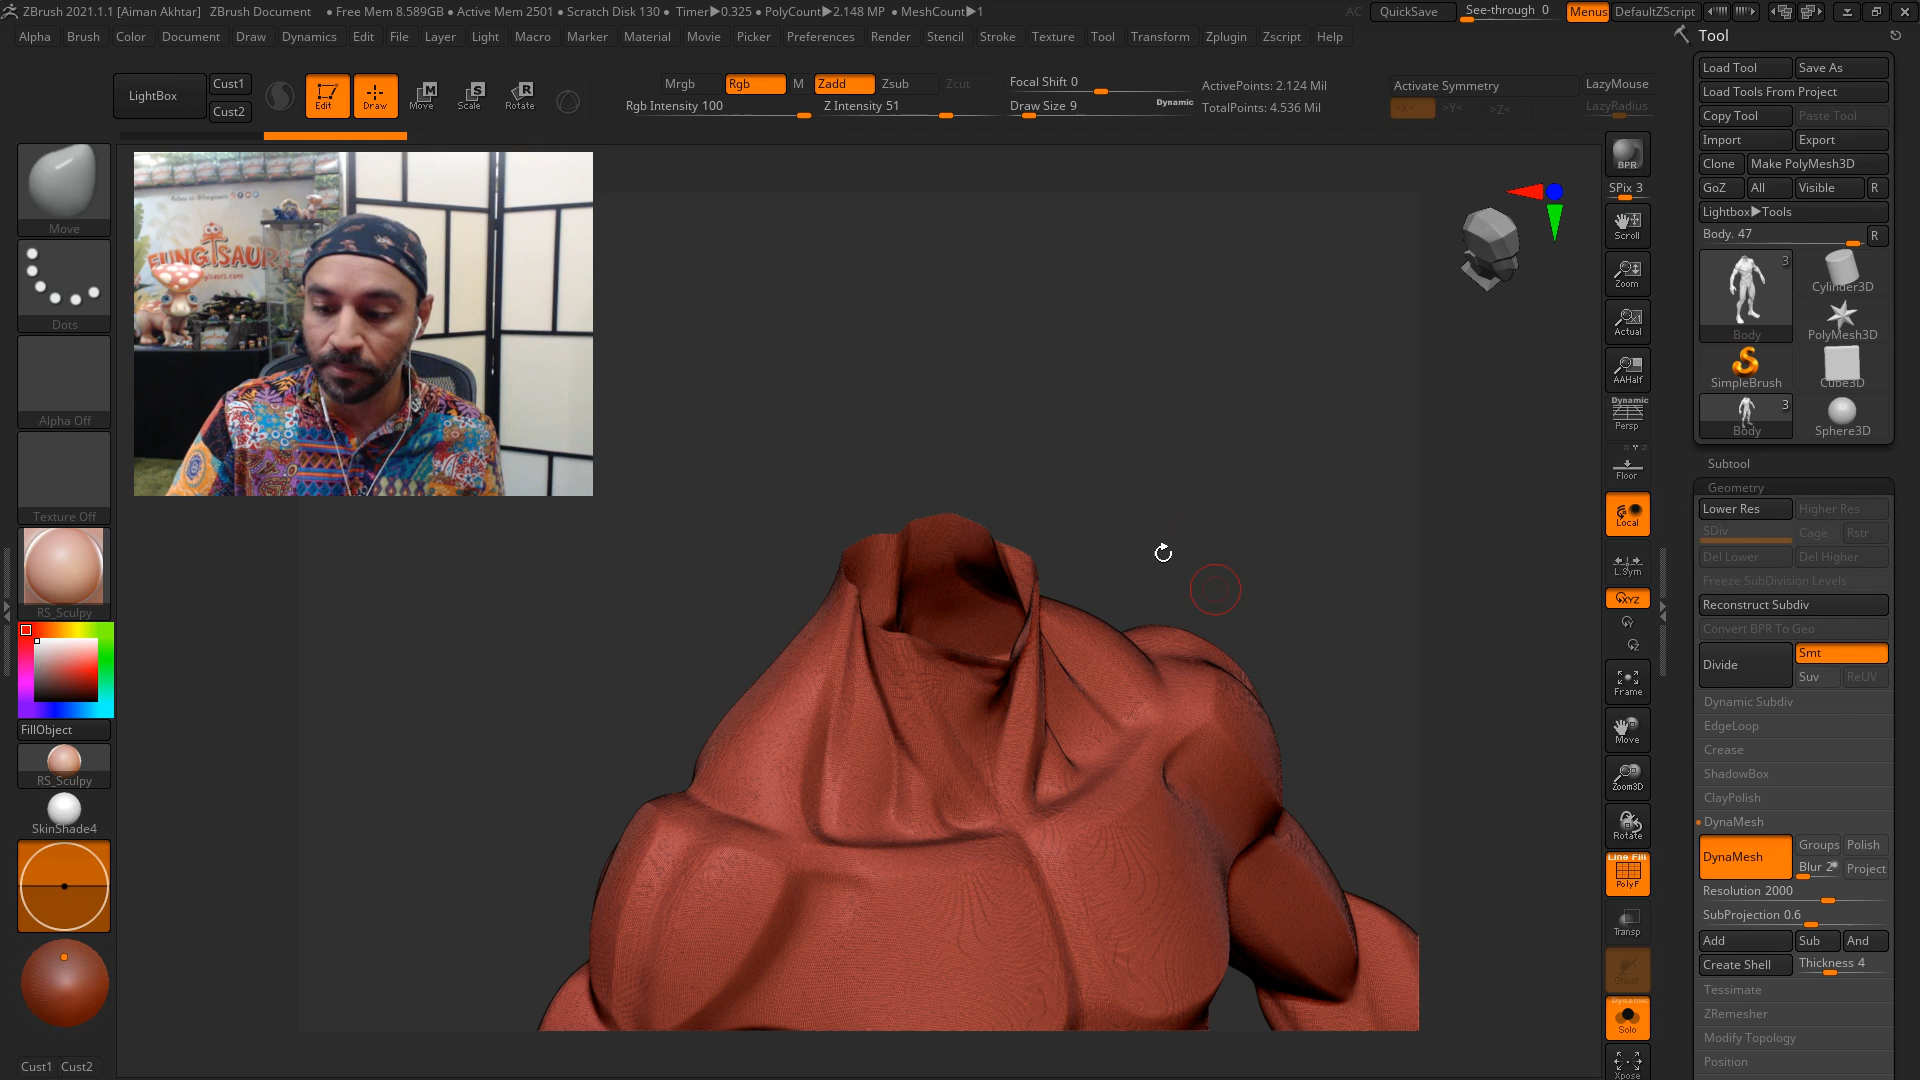 ZBrush 2021.1.1 [Aiman Akhtar] ZBrush Document ● Free Mem 8.589GB ● Active Mem 2501 ● Scratch Disk 130 ● Timer▶0.325 ● PolyCount▶2.148 MP ● MeshCount▶1
AC QuickSave See-through 0 Menus DefaultZScript
Alpha Brush Color Document Draw Dynamics Edit File Layer Light Macro Marker Material Movie Picker Preferences Render Stencil Stroke Texture Tool Transform Zplugin Zscript Help
LightBox
Cust1
Cust2
Edit Draw Move Scale Rotate
Mrgb Rgb M Zadd Zsub Zcut
Rgb Intensity 100 Z Intensity 51
Focal Shift 0
Draw Size 9 Dynamic
ActivePoints: 2.124 Mil
TotalPoints: 4.536 Mil
Activate Symmetry
>X< >Y< >Z<
LazyMouse
LazyRadius
Move
Dots
Alpha Off
Texture Off
RS_Sculpy
FillObject
RS_Sculpy
SkinShade4
Cust1 Cust2
FUNGISAURS
BPR
SPix 3
Scroll
Zoom
Actual
AAHalf
Dynamic
Persp
Floor
Local
L.Sym
XYZ
Y
Z
Frame
Move
Zoom3D
Rotate
Line Fill
PolyF
Transp
Ghost
Dynamic
Solo
Xpose
Tool
Load Tool Save As
Load Tools From Project
Copy Tool Paste Tool
Import Export
Clone Make PolyMesh3D
GoZ All Visible R
Lightbox▶Tools
Body. 47 R
3
Body
Cylinder3D
PolyMesh3D
SimpleBrush Cube3D
3
Body Sphere3D
Subtool
Geometry
Lower Res Higher Res
SDiv Cage Rstr
Del Lower Del Higher
Freeze SubDivision Levels
Reconstruct Subdiv
Convert BPR To Geo
Divide Smt
Suv ReUV
Dynamic Subdiv
EdgeLoop
Crease
ShadowBox
ClayPolish
DynaMesh
DynaMesh Groups Polish
Blur 2 Project
Resolution 2000
SubProjection 0.6
Add Sub And
Create Shell Thickness 4
Tessimate
ZRemesher
Modify Topology
Position